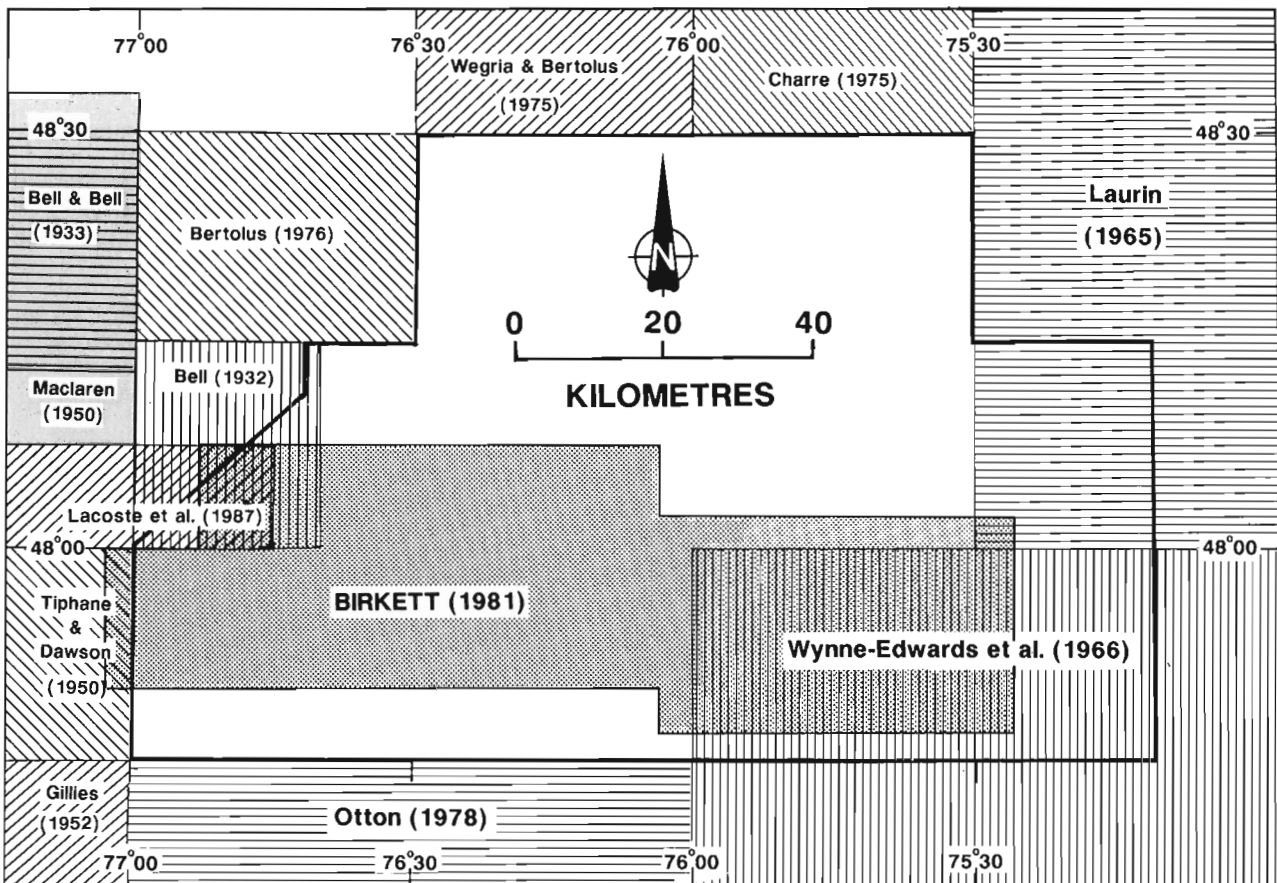 77°00
76°30
76°00
75°30
Wegria & Bertolus
(1975)
Charre (1975)
48°30
48°30
Bell & Bell
(1933)
Bertolus (1976)
Laurin
(1965)
N
0 20 40
KILOMETRES
Bell (1932)
Maclaren
(1950)
Lacoste et al. (1987)
48°00
48°00
Tiphane
&
Dawson
(1950)
BIRKETT (1981)
Wynne-Edwards et al. (1966)
Gillies
(1952)
Otton (1978)
77°00
76°30
76°00
75°30